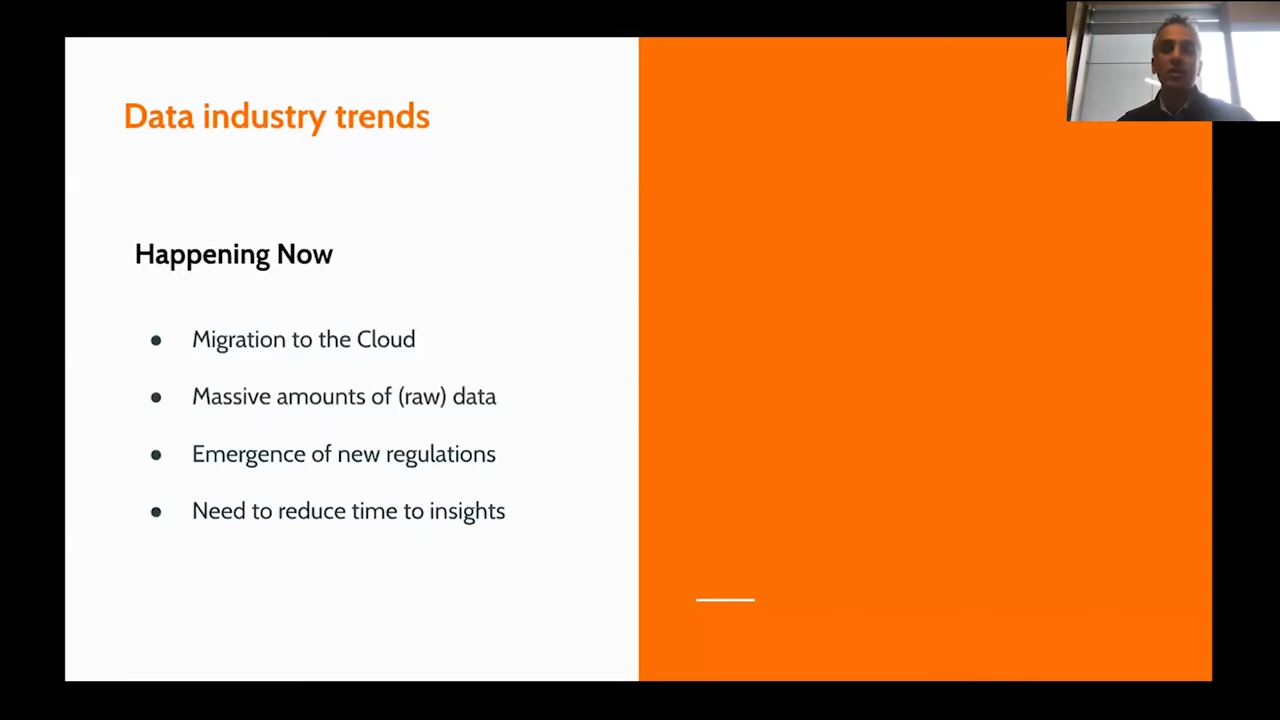 Data industry trends
Happening Now
● Migration to the Cloud
● Massive amounts of (raw) data
● Emergence of new regulations
● Need to reduce time to insights